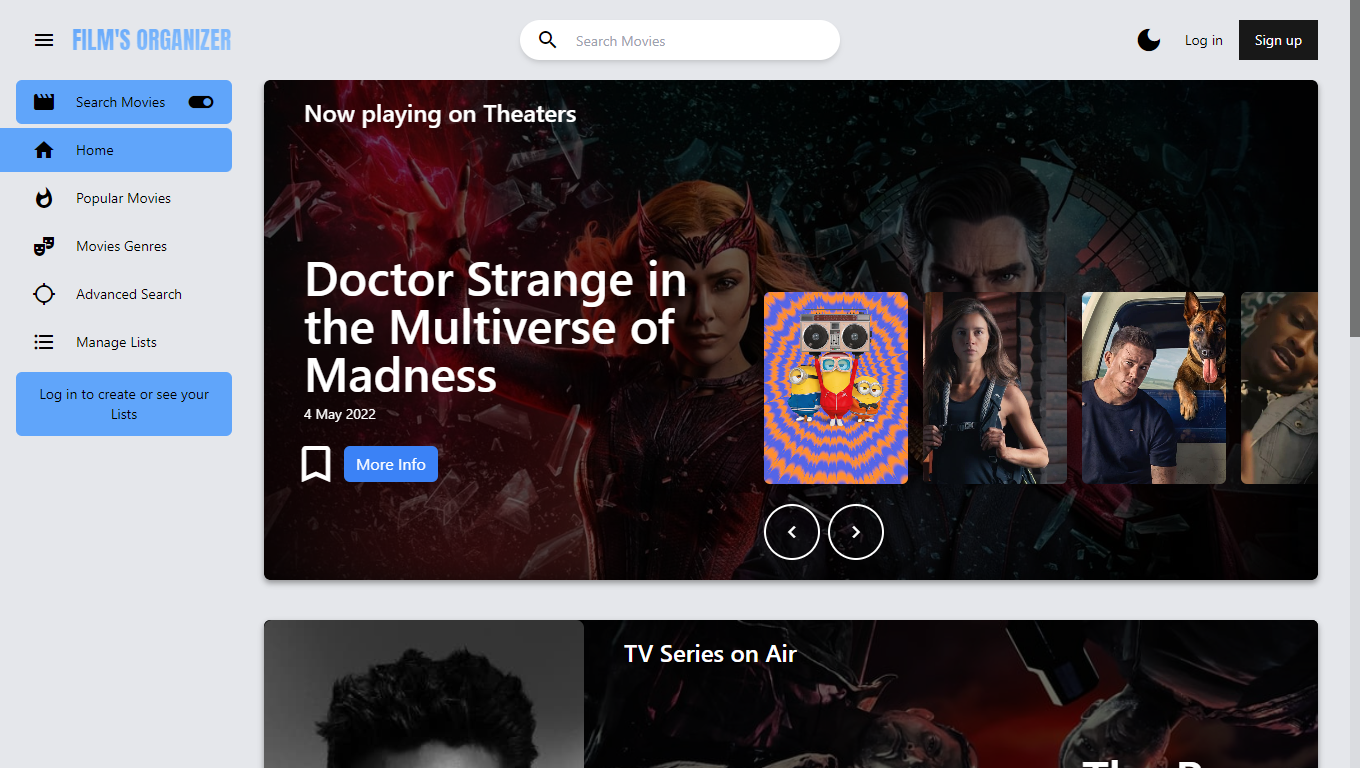 FILM'S ORGANIZER
Search Movies
Log in
Sign up
Search Movies
Home
Popular Movies
Movies Genres
Advanced Search
Manage Lists
Log in to create or see your
Lists
Now playing on Theaters
Doctor Strange in
the Multiverse of
Madness
4 May 2022
More Info
TV Series on Air